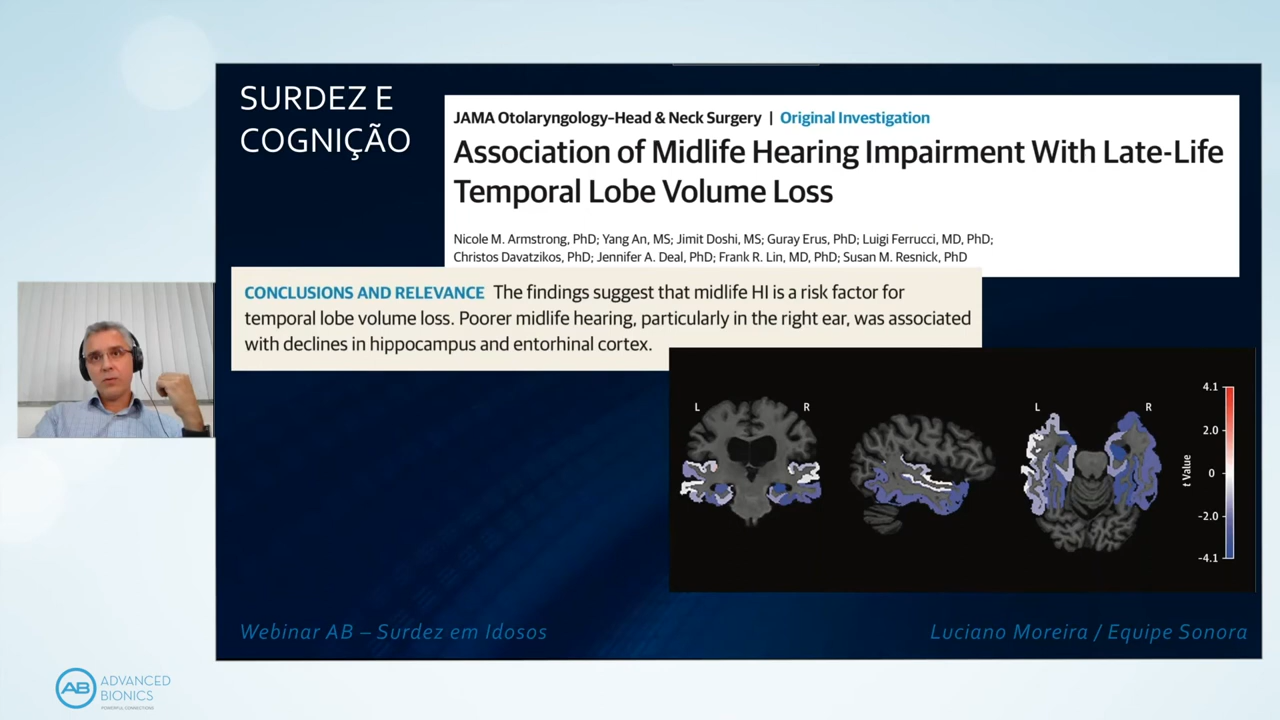 SURDEZ E
COGNIÇÃO
JAMA Otolaryngology–Head & Neck Surgery | Original Investigation
Association of Midlife Hearing Impairment With Late-Life
Temporal Lobe Volume Loss
Nicole M. Armstrong, PhD; Yang An, MS; Jimit Doshi, MS; Guray Erus, PhD; Luigi Ferrucci, MD, PhD;
Christos Davatzikos, PhD; Jennifer A. Deal, PhD; Frank R. Lin, MD, PhD; Susan M. Resnick, PhD
CONCLUSIONS AND RELEVANCE The findings suggest that midlife HI is a risk factor for
temporal lobe volume loss. Poorer midlife hearing, particularly in the right ear, was associated
with declines in hippocampus and entorhinal cortex.
L R
L R
4.1
2.0
0
-2.0
-4.1
t Value
Webinar AB – Surdez em Idosos
Luciano Moreira / Equipe Sonora
AB
ADVANCED
BIONICS
POWERFUL CONNECTIONS